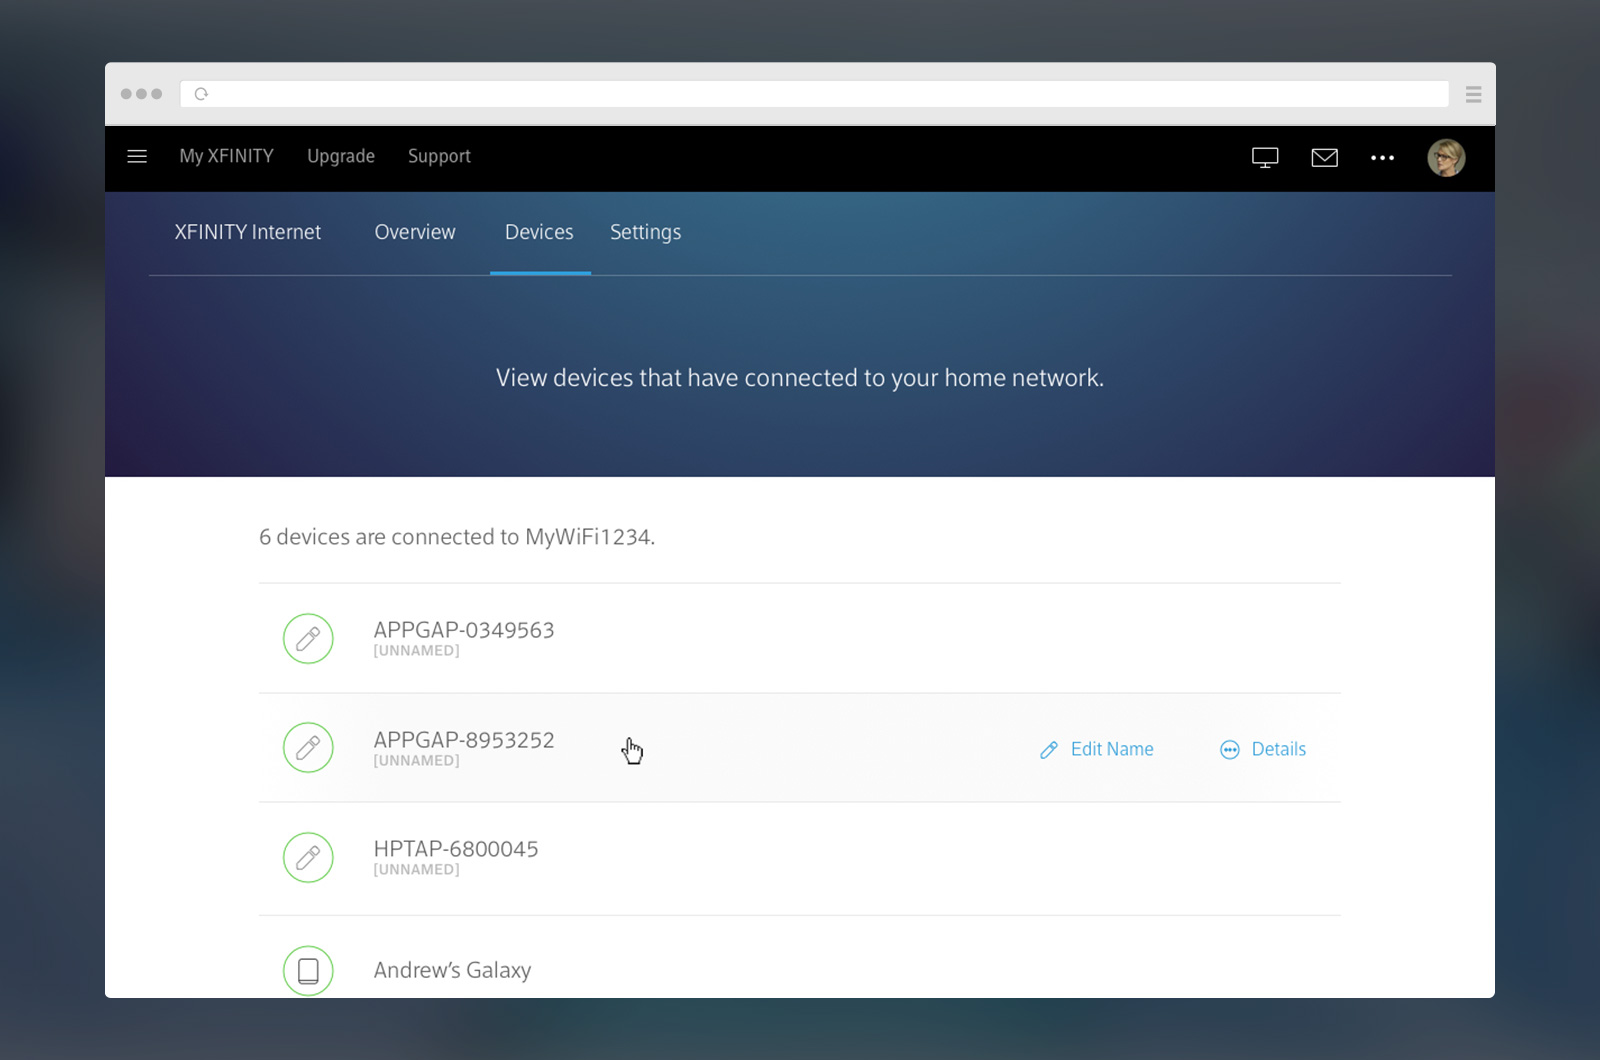 My XFINITY Upgrade Support
XFINITY Internet Overview Devices Settings
View devices that have connected to your home network.
6 devices are connected to MyWiFi1234.
APPGAP-0349563
[UNNAMED]
APPGAP-8953252
[UNNAMED]
Edit Name Details
HPTAP-6800045
[UNNAMED]
Andrew’s Galaxy